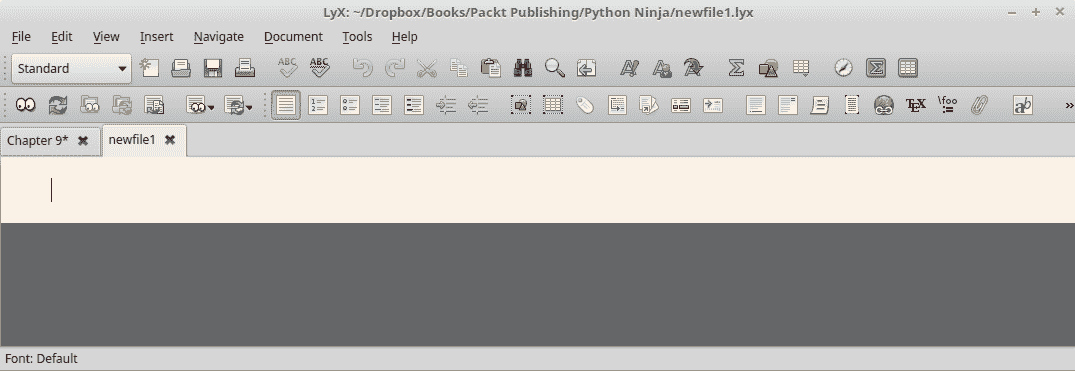 LyX: ~/Dropbox/Books/Packt Publishing/Python Ninja/newfile1.lyx
File Edit View Insert Navigate Document Tools Help
Standard ABC ABC
TEX \foo ab »
Chapter 9* newfile1
Font: Default